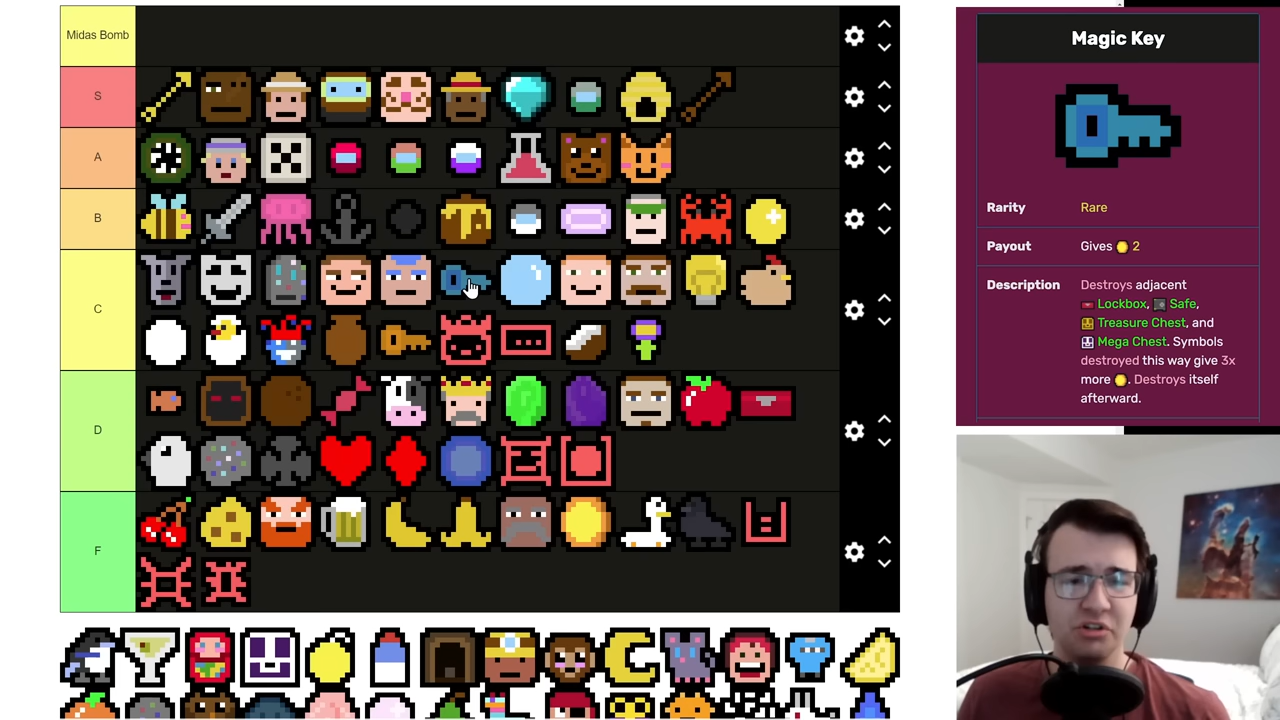 Midas Bomb
S
A
B
C
D
F
Magic Key
Rarity Rare
Payout Gives 2
Description Destroys adjacent
Lockbox, Safe,
Treasure Chest, and
Mega Chest. Symbols
destroyed this way give 3x
more . Destroys itself
afterward.